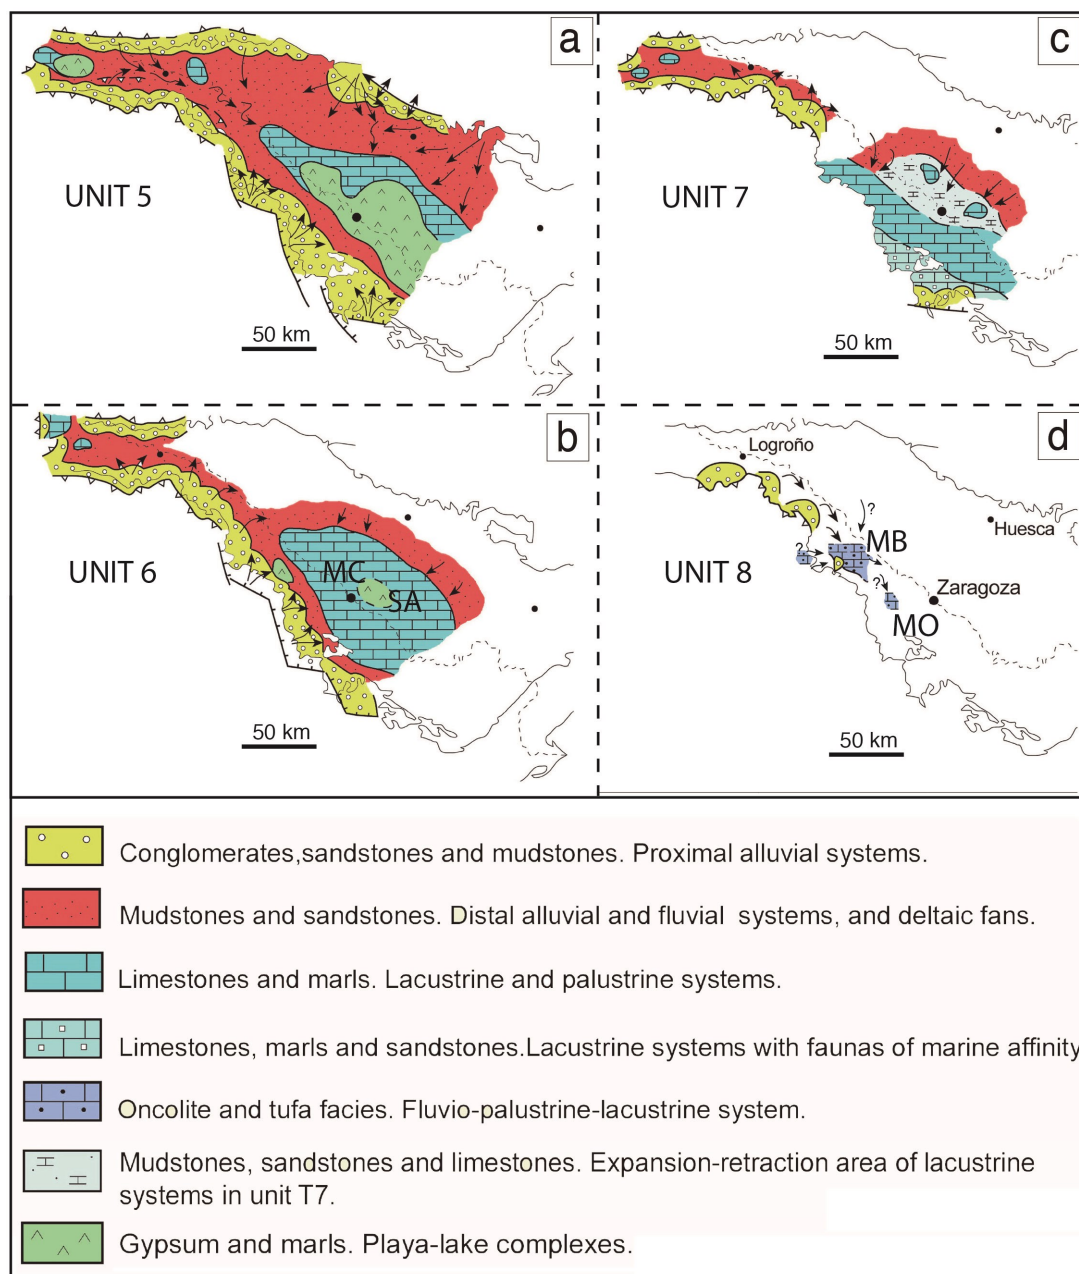 a
UNIT 5
50 km
c
UNIT 7
50 km
b
UNIT 6
MC
SA
50 km
d
Logroño
?
Huesca
?
MB
UNIT 8
?
Zaragoza
MO
50 km
Conglomerates,sandstones and mudstones. Proximal alluvial systems.
Mudstones and sandstones. Distal alluvial and fluvial systems, and deltaic fans.
Limestones and marls. Lacustrine and palustrine systems.
Limestones, marls and sandstones.Lacustrine systems with faunas of marine affinity
Oncolite and tufa facies. Fluvio-palustrine-lacustrine system.
Mudstones, sandstones and limestones. Expansion-retraction area of lacustrine
systems in unit T7.
Gypsum and marls. Playa-lake complexes.